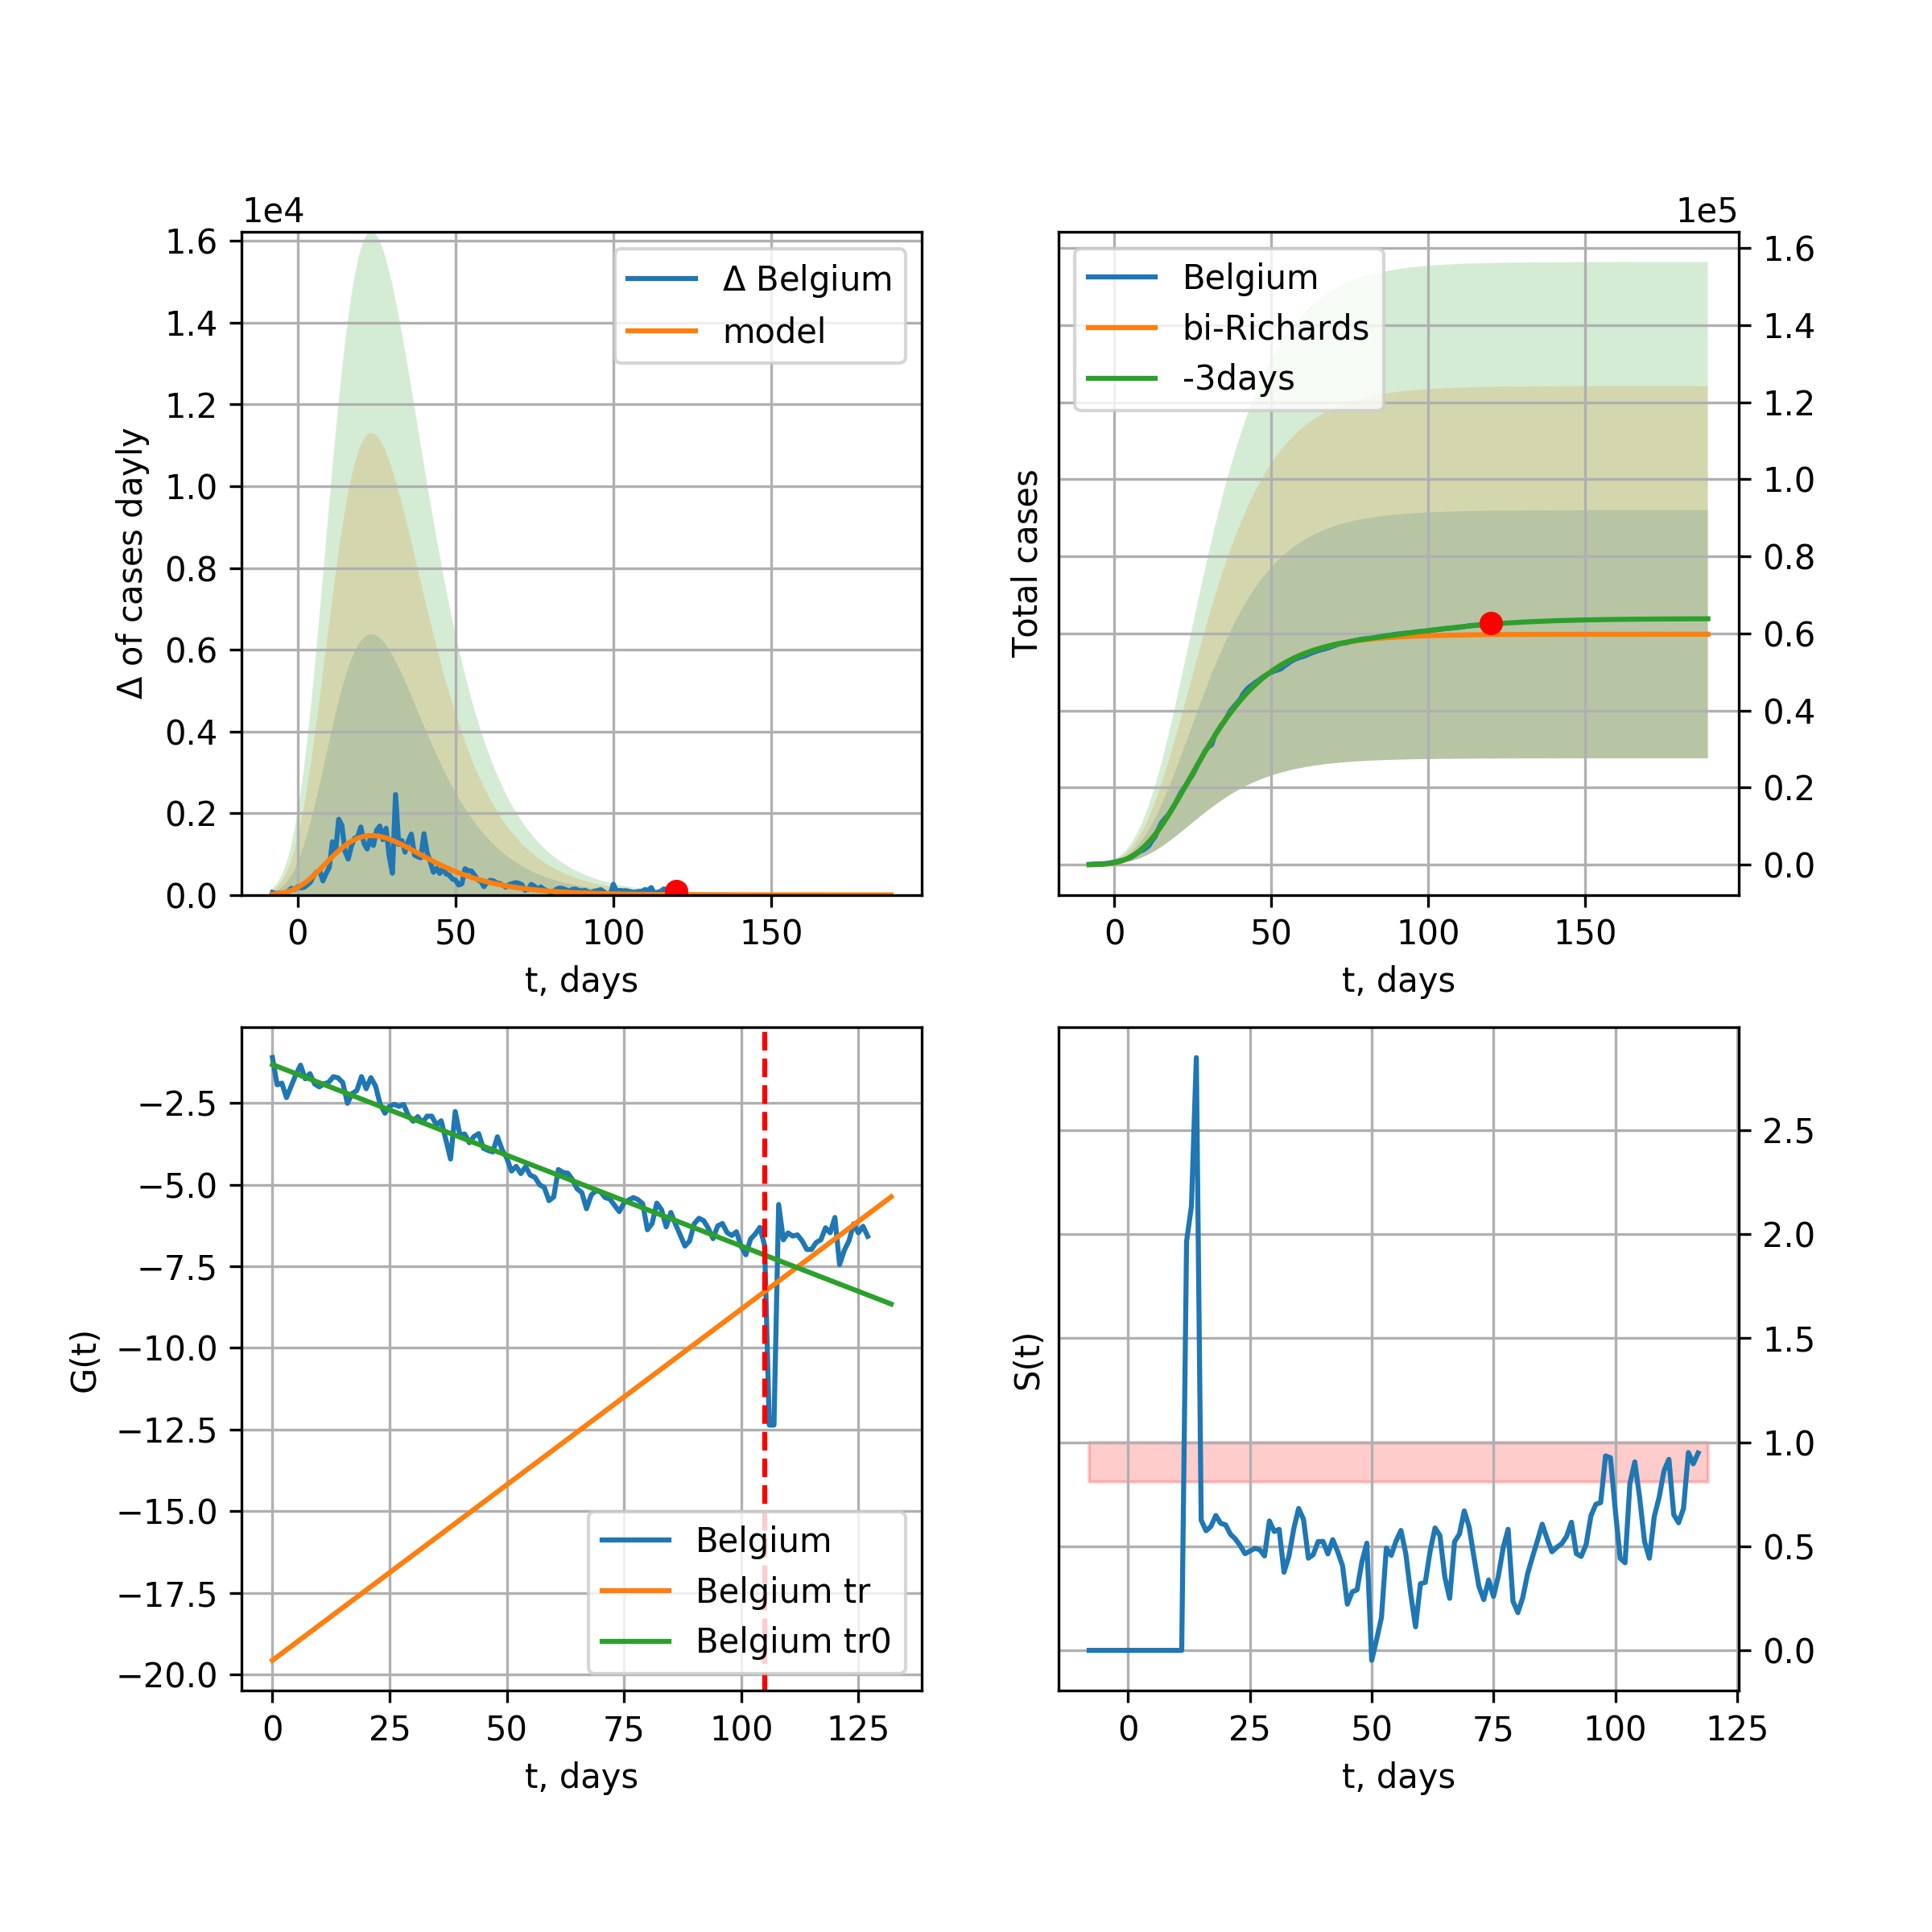 1e4
1.6
1.4
1.2
1.0
0.8
0.6
0.4
0.2
0.0
Δ of cases dayly
Δ Belgium
model
0 50 100 150
t, days
1e5
1.6
1.4
1.2
1.0
0.8
0.6
0.4
0.2
0.0
Total cases
Belgium
bi-Richards
-3days
0 50 100 150
t, days
−2.5
−5.0
−7.5
−10.0
−12.5
−15.0
−17.5
−20.0
G(t)
Belgium
Belgium tr
Belgium tr0
0 25 50 75 100 125
t, days
2.5
2.0
1.5
1.0
0.5
0.0
S(t)
0 25 50 75 100 125
t, days